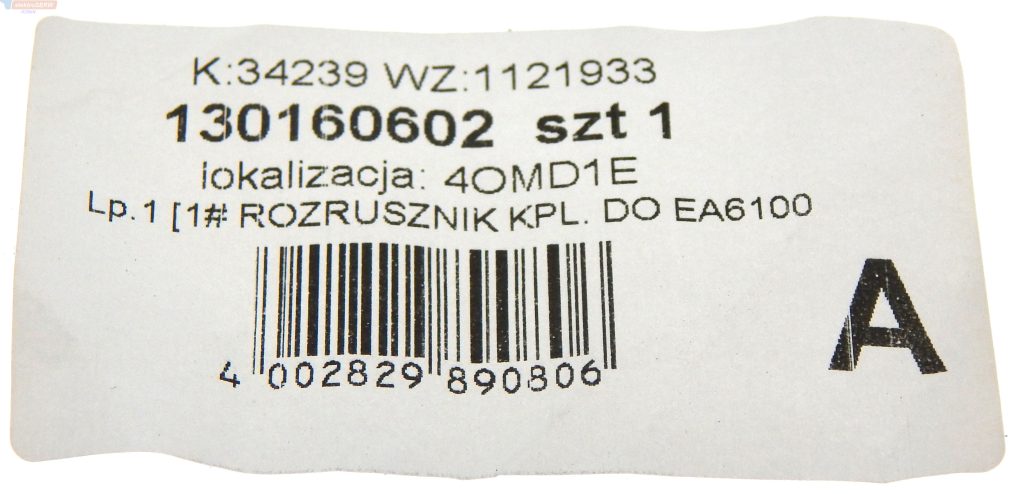 K:34239 WZ:1121933
130160602 szt 1
lokalizacja: 4OMD1E
Lp.1 [1# ROZRUSZNIK KPL. DO EA6100
A
4 002829 890806